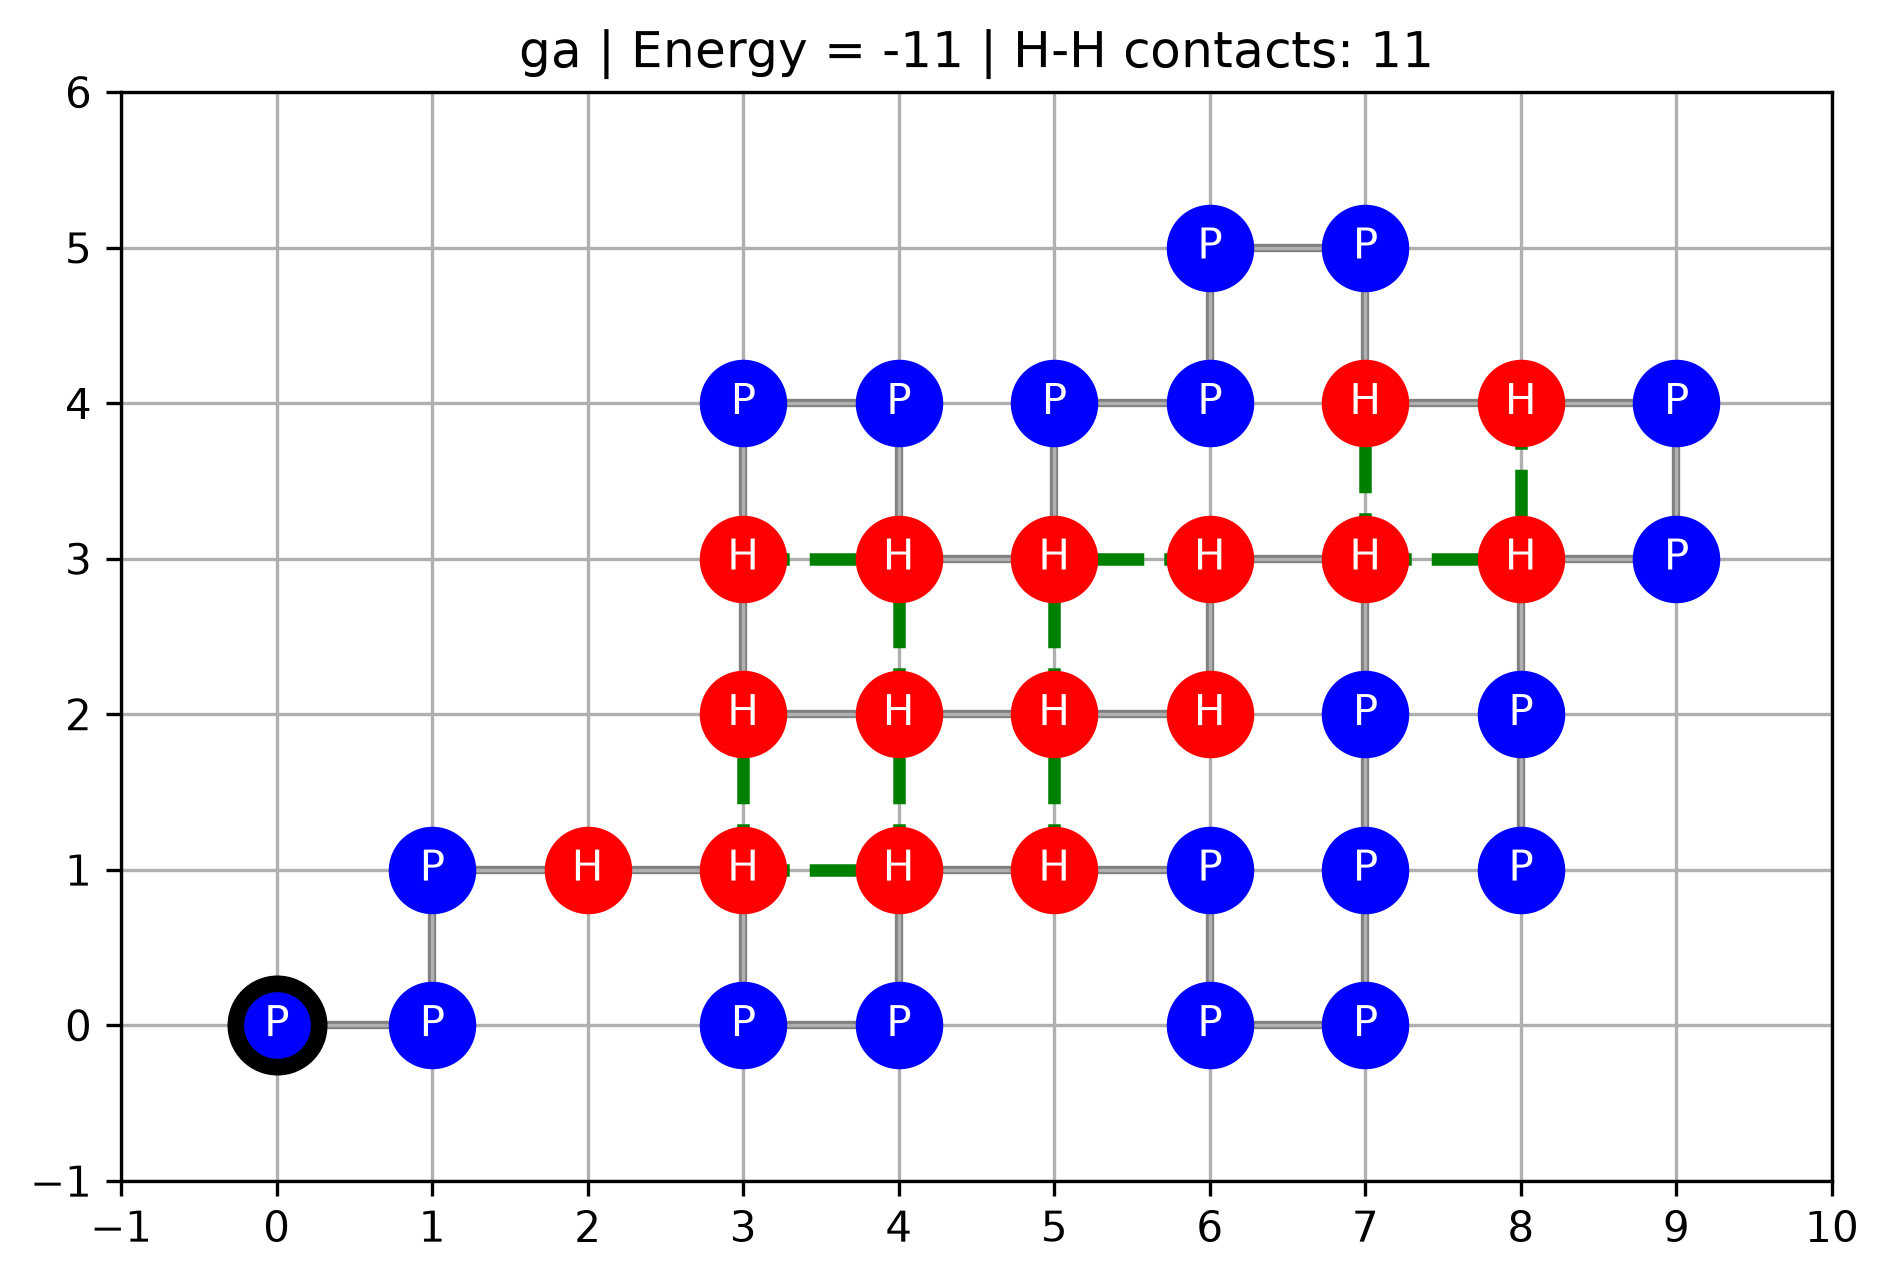 ga | Energy = -11 | H-H contacts: 11
6
5 P P
4 P P P P H H P
3 H H H H H H P
2 H H H H P P
1 P H H H H P P P
0 P P P P P P
−1
−1 0 1 2 3 4 5 6 7 8 9 10